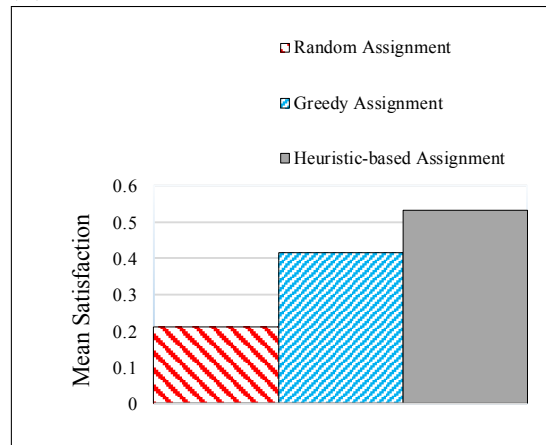 Random Assignment
Greedy Assignment
Heuristic-based Assignment
0.6
0.5
0.4
0.3
0.2
0.1
0
Mean Satisfaction